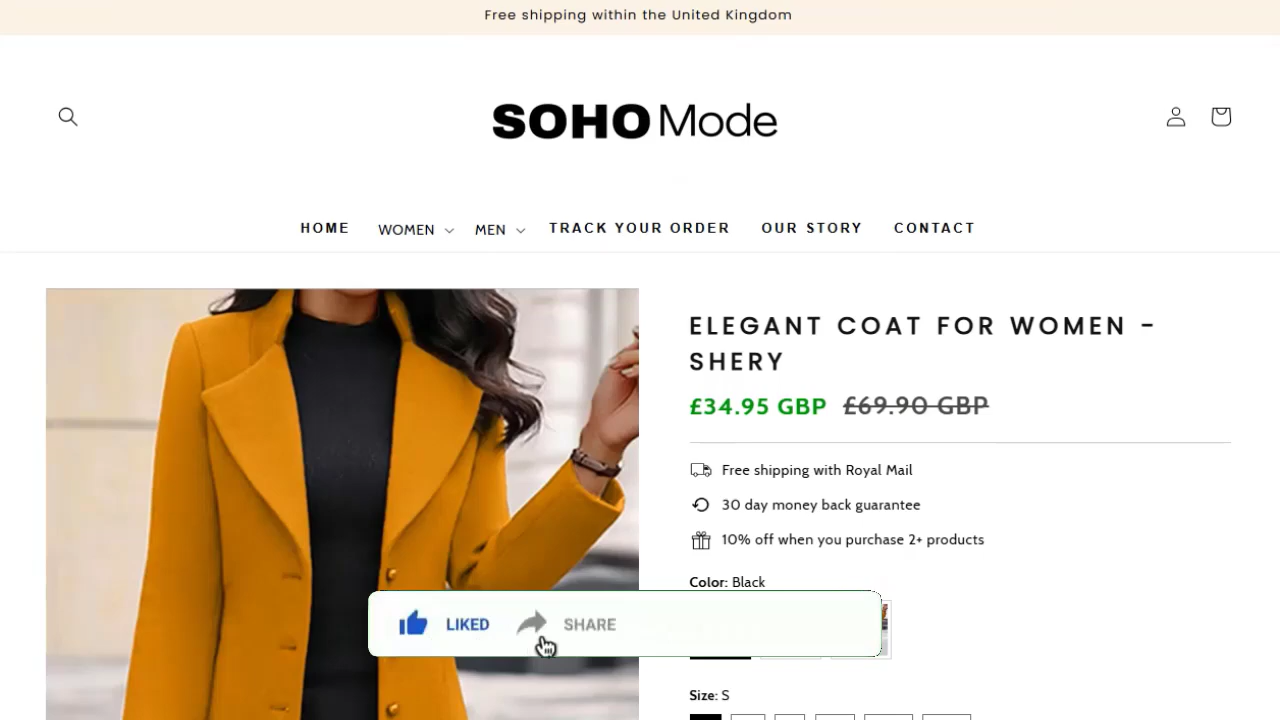 Free shipping within the United Kingdom
SOHO Mode
HOME WOMEN MEN TRACK YOUR ORDER OUR STORY CONTACT
ELEGANT COAT FOR WOMEN -
SHERY
£34.95 GBP £69.90 GBP
Free shipping with Royal Mail
30 day money back guarantee
10% off when you purchase 2+ products
Color: Black
LIKED SHARE
Size: S